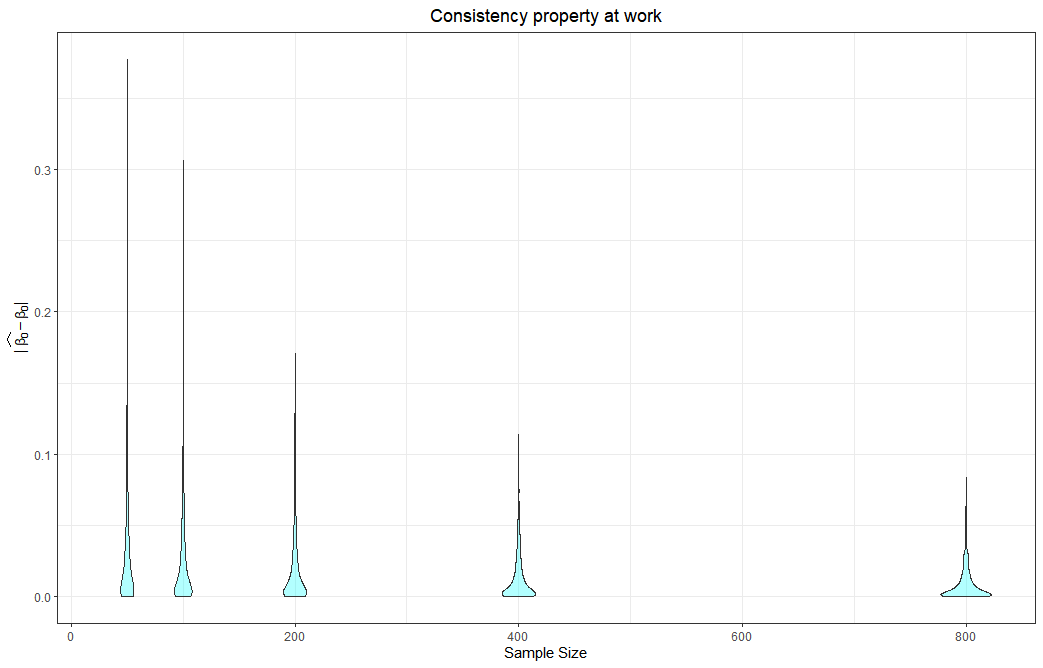 Consistency property at work
| β̂₀ − β₀|
0.3
0.2
0.1
0.0
0 200 400 600 800
Sample Size